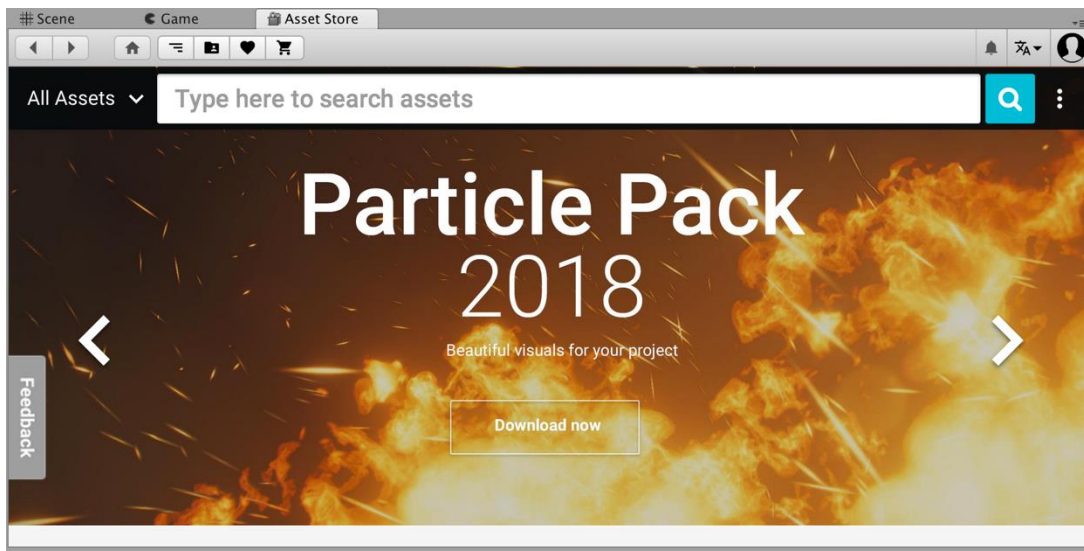 Scene Game Asset Store
All Assets Type here to search assets
Particle Pack
2018
Beautiful visuals for your project
Feedback
Download now